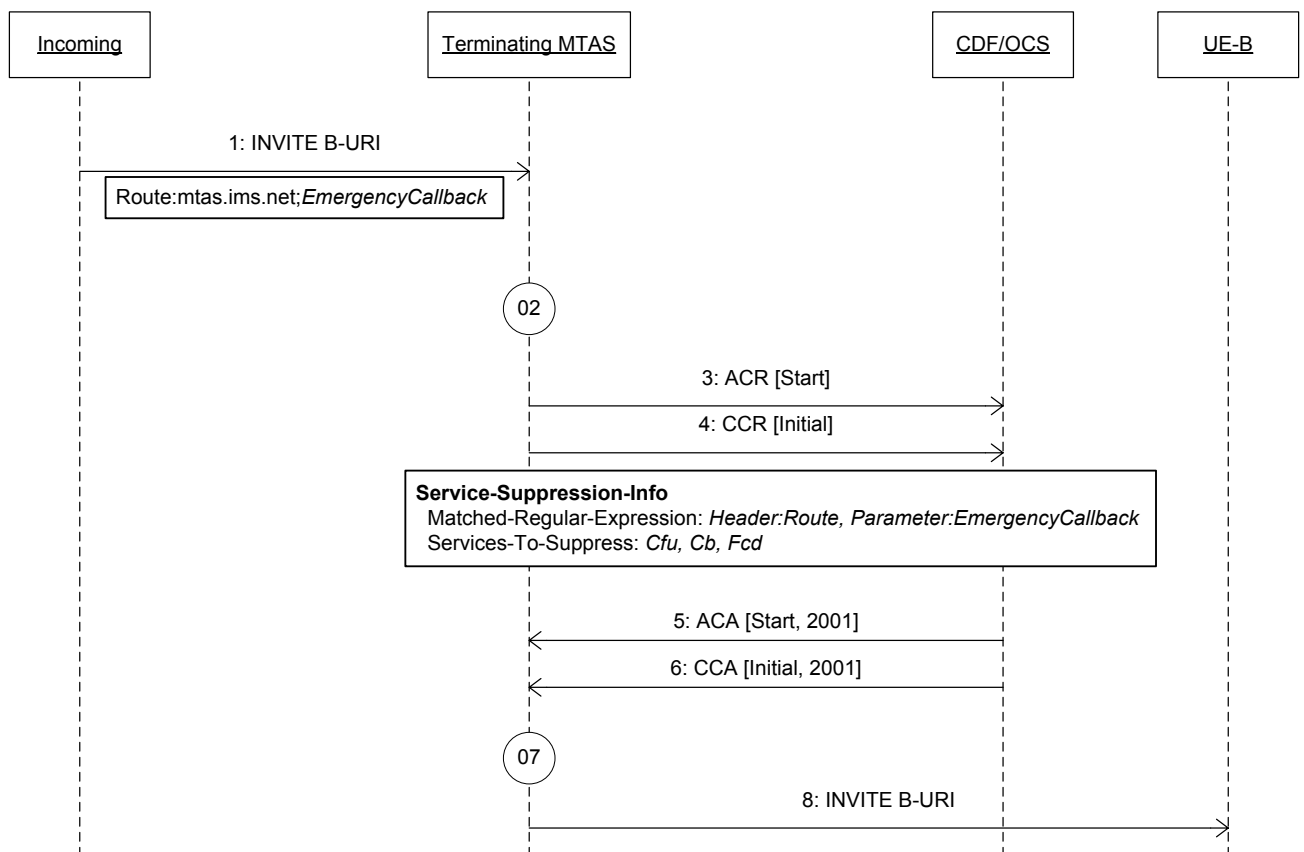 Incoming
Terminating MTAS
CDF/OCS
UE-B
1: INVITE B-URI
Route:mtas.ims.net;EmergencyCallback
02
3: ACR [Start]
4: CCR [Initial]
Service-Suppression-Info
Matched-Regular-Expression: Header:Route, Parameter:EmergencyCallback
Services-To-Suppress: Cfu, Cb, Fcd
5: ACA [Start, 2001]
6: CCA [Initial, 2001]
07
8: INVITE B-URI